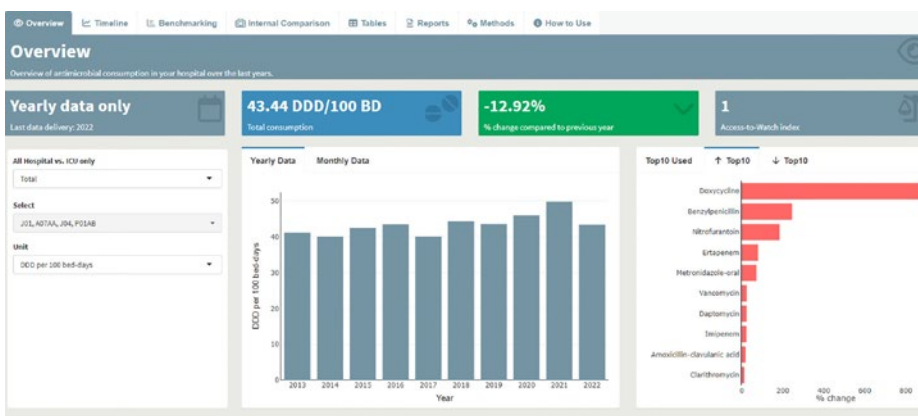 Overview
Timeline
Benchmarking
Internal Comparison
Tables
Reports
Methods
How to Use
Overview
Overview of antimicrobial consumption in your hospital over the last years.
Yearly data only
Last data delivery: 2022
43.44 DDD/100 BD
Total consumption
-12.92%
% change compared to previous year
1
Access-to-Watch index
All Hospital vs. ICU only
Total
Select
J01, A07AA, J04, P01AB
Unit
DDD per 100 bed-days
Yearly Data
Monthly Data
DDD per 100 bed-days
50
40
30
20
10
0
2013 2014 2015 2016 2017 2018 2019 2020 2021 2022
Year
Top10 Used
↑ Top10
↓ Top10
Doxycycline
Benzylpenicillin
Nitrofurantoin
Ertapenem
Metronidazole-oral
Vancomycin
Daptomycin
Imipenem
Amoxicillin-clavulanic acid
Clarithromycin
0 200 400 600 800
% change